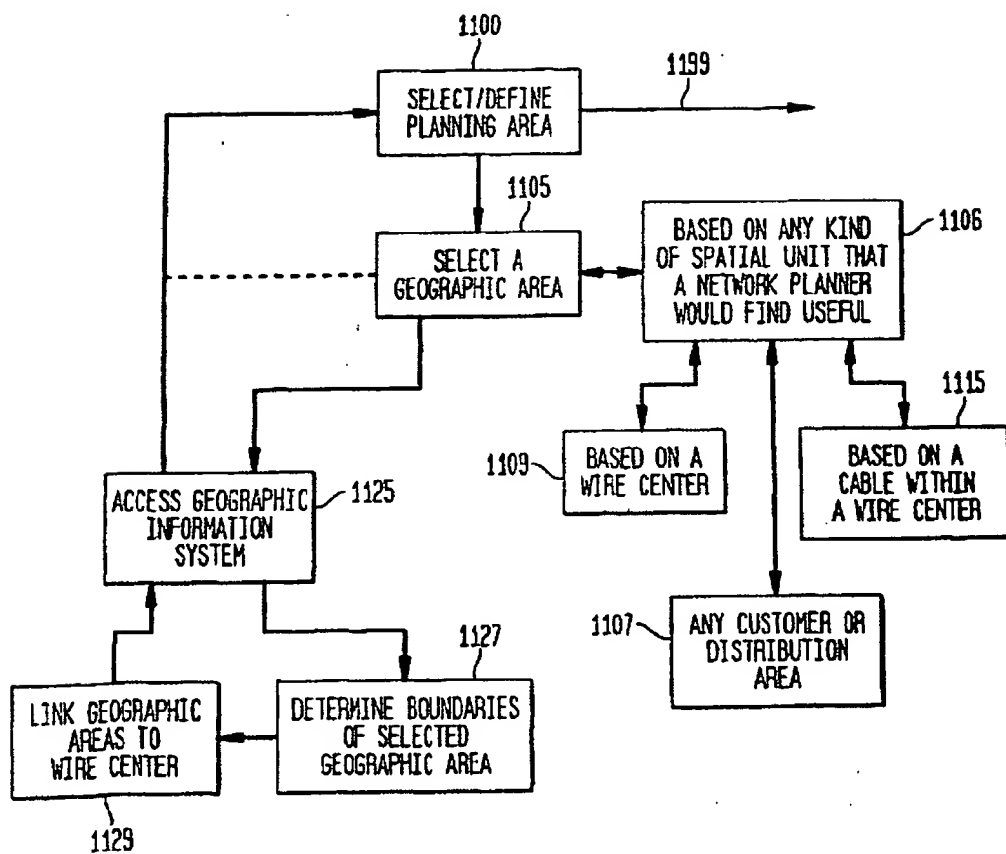 1100
SELECT/DEFINE
PLANNING AREA
1199
1105
SELECT A
GEOGRAPHIC AREA
BASED ON ANY KIND
OF SPATIAL UNIT THAT
A NETWORK PLANNER
WOULD FIND USEFUL
1106
1109
BASED ON A
WIRE CENTER
1115
BASED ON A
CABLE WITHIN
A WIRE CENTER
ACCESS GEOGRAPHIC
INFORMATION
SYSTEM
1125
1107
ANY CUSTOMER OR
DISTRIBUTION
AREA
1127
DETERMINE BOUNDARIES
OF SELECTED
GEOGRAPHIC AREA
LINK GEOGRAPHIC
AREAS TO
WIRE CENTER
1129